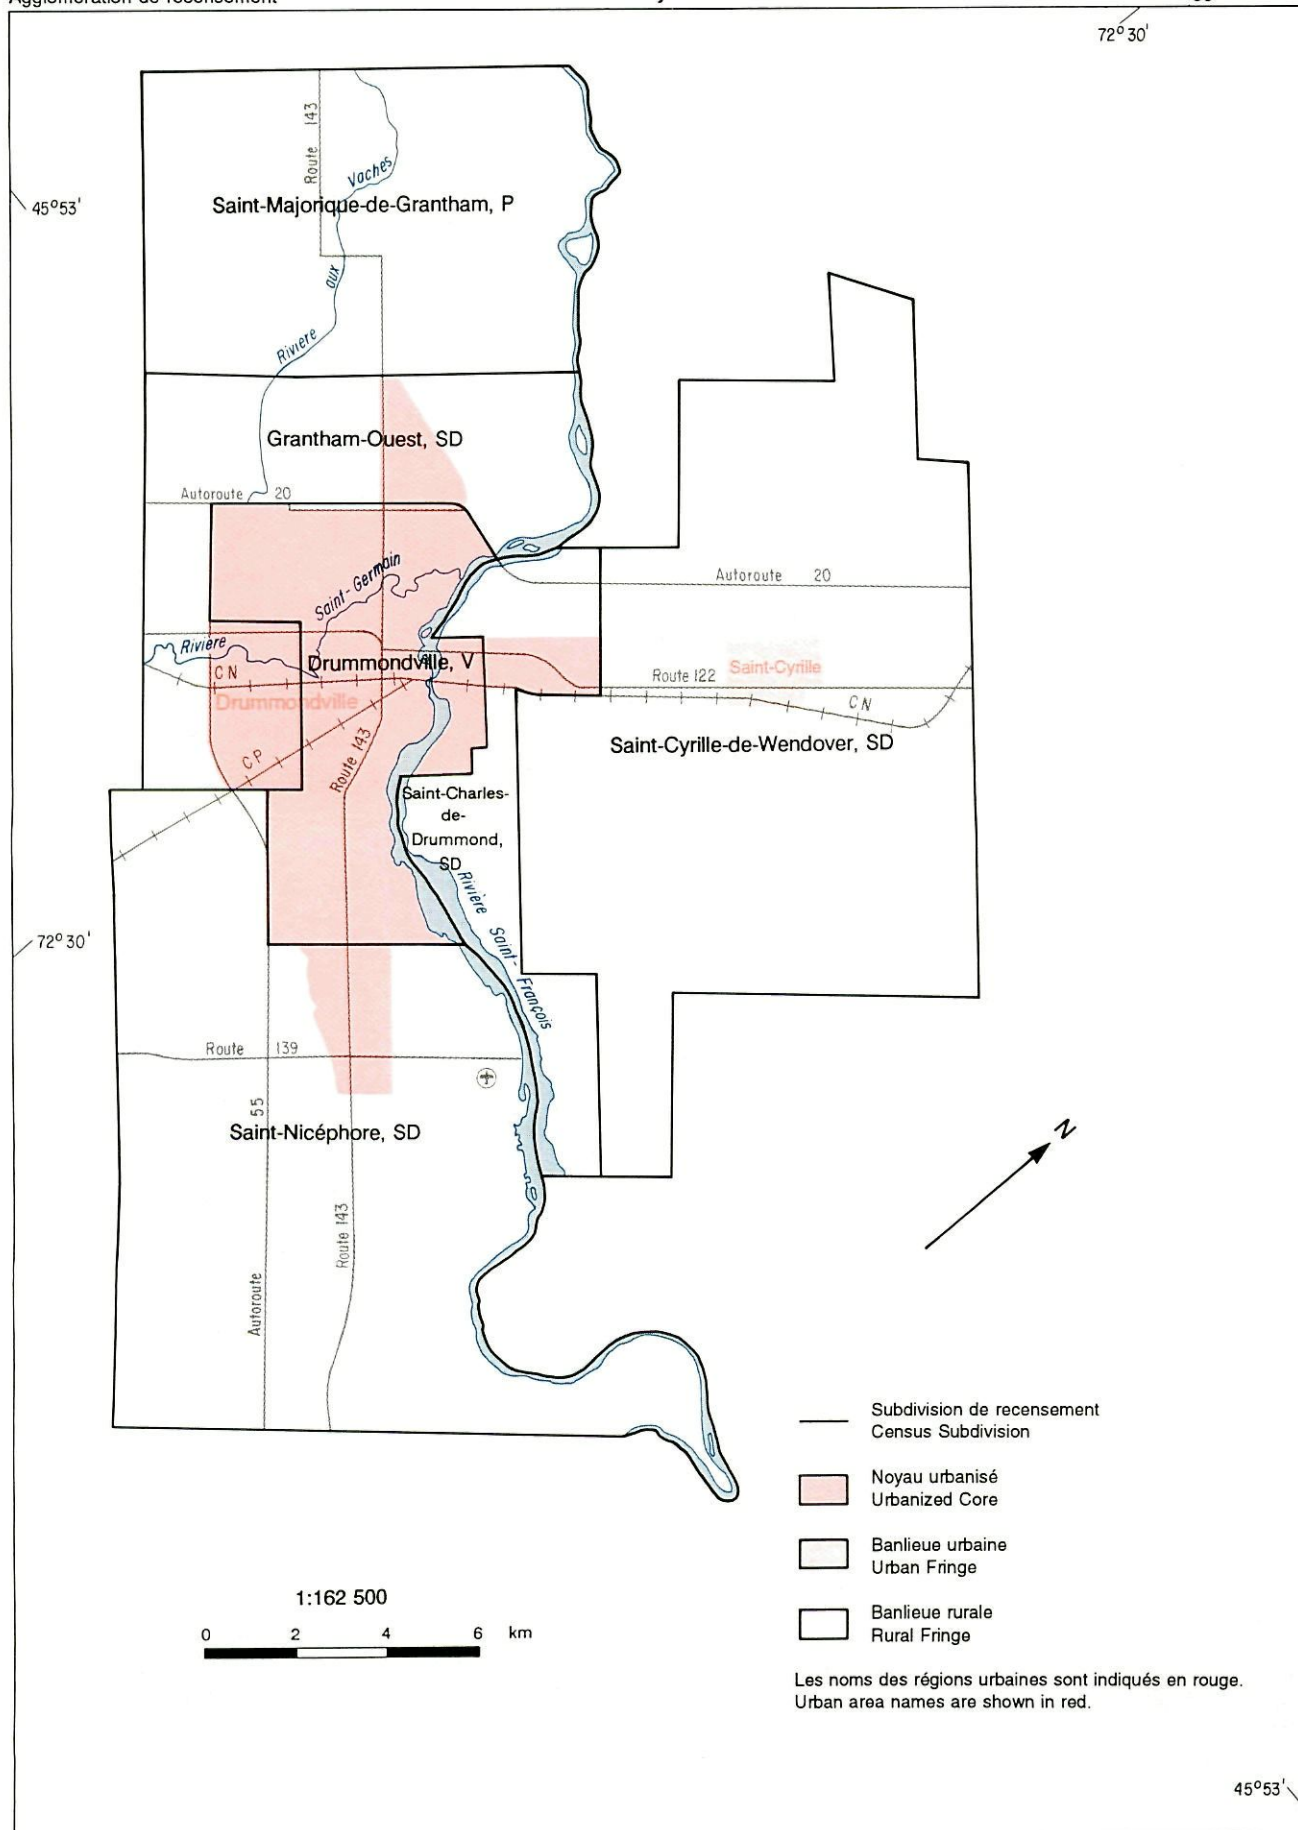 Agglomération de recensement
72°30'
45°53'
Route 143
Vaches
Saint-Majorique-de-Grantham, P
aux
Rivière
Grantham-Ouest, SD
Autoroute 20
Saint-Germain
Autoroute 20
Rivière
Drummondville, V
CN
Route 122
Saint-Cyrille
Drummondville
CN
Saint-Cyrille-de-Wendover, SD
CP
Route 143
Saint-Charles-
de-
Drummond,
SD
Rivière Saint-François
72°30'
Route 139
55
Saint-Nicéphore, SD
N
Route 143
Autoroute
Subdivision de recensement
Census Subdivision
Noyau urbanisé
Urbanized Core
Banlieue urbaine
Urban Fringe
Banlieue rurale
Rural Fringe
1:162 500
0 2 4 6 km
Les noms des régions urbaines sont indiqués en rouge.
Urban area names are shown in red.
45°53'